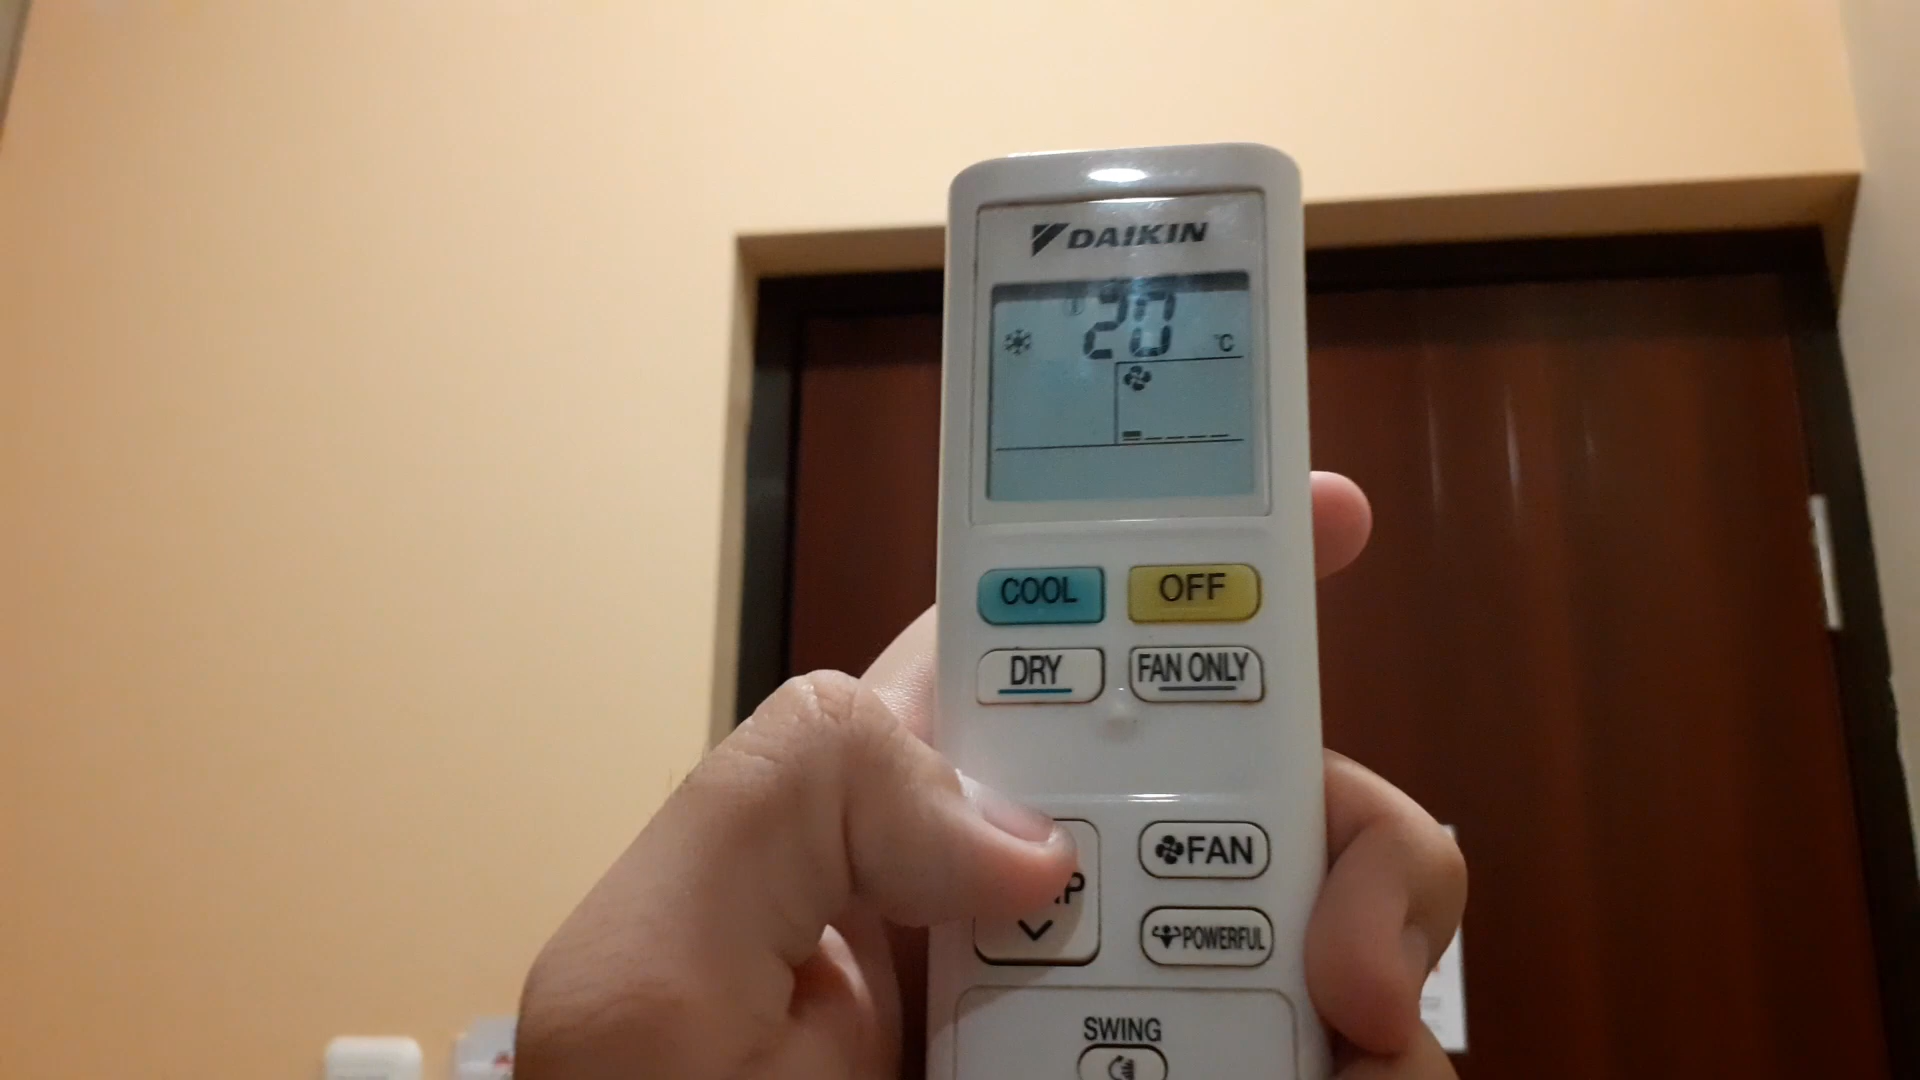 DAIKIN
20
°C
COOL
OFF
DRY
FAN ONLY
FAN
POWERFUL
SWING